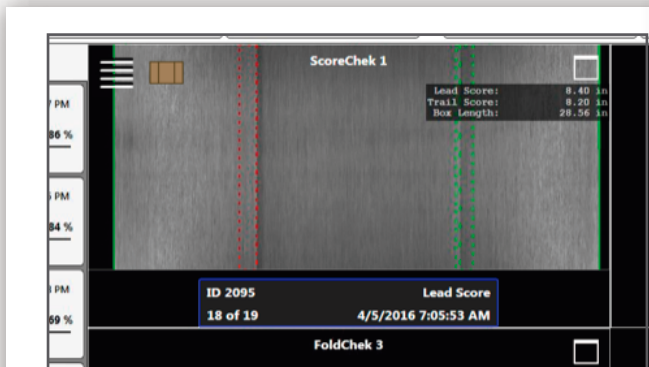 ScoreChek 1
Lead Score: 8.40 in
Trail Score: 8.20 in
Box Length: 28.56 in
PM
86 %
PM
84 %
PM
69 %
ID 2095 Lead Score
18 of 19 4/5/2016 7:05:53 AM
FoldChek 3